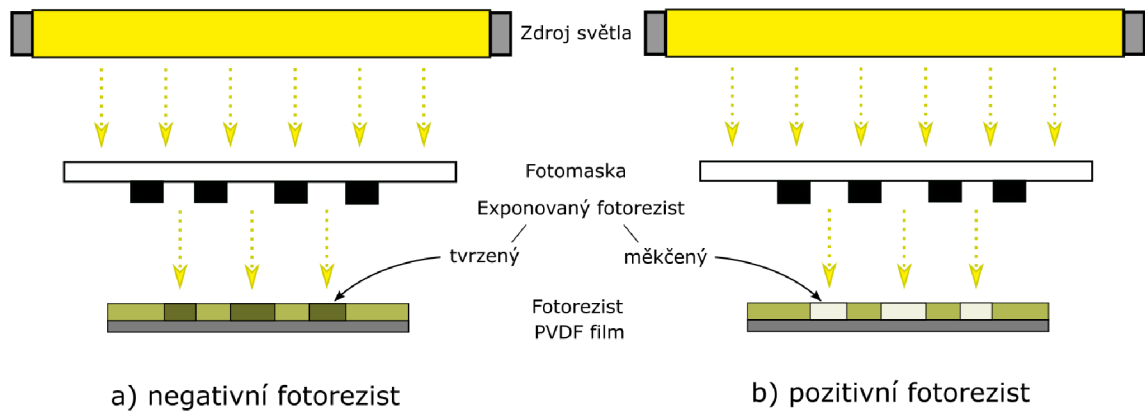 Zdroj světla
Fotomaska
Exponovaný fotorezist
tvrzený
měkčený
Fotorezist
PVDF film
a) negativní fotorezist
b) pozitivní fotorezist